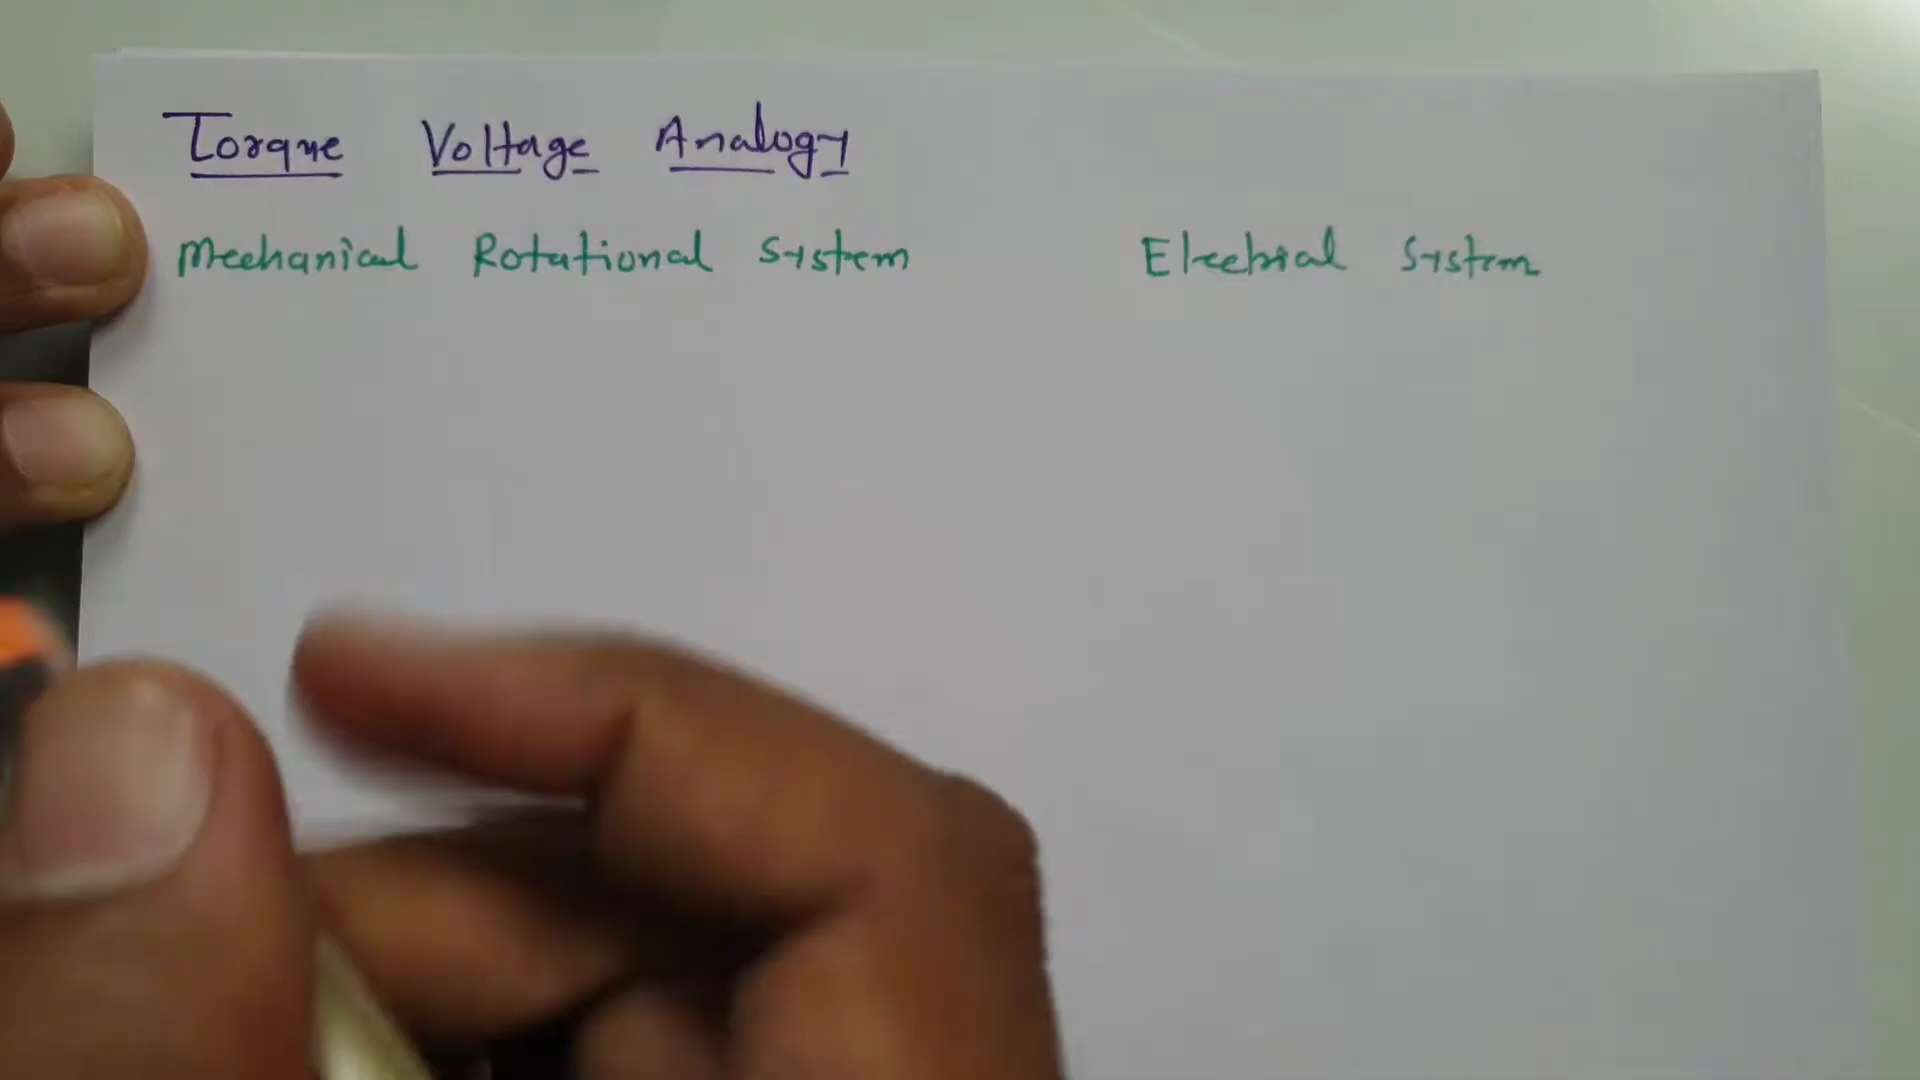 Torque Voltage Analogy
Mechanical Rotational System
Electrical System